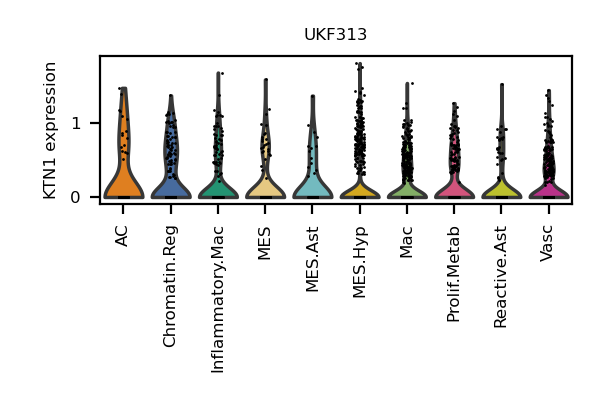 UKF313
KTN1 expression
1
0
AC
Chromatin.Reg
Inflammatory.Mac
MES
MES.Ast
MES.Hyp
Mac
Prolif.Metab
Reactive.Ast
Vasc